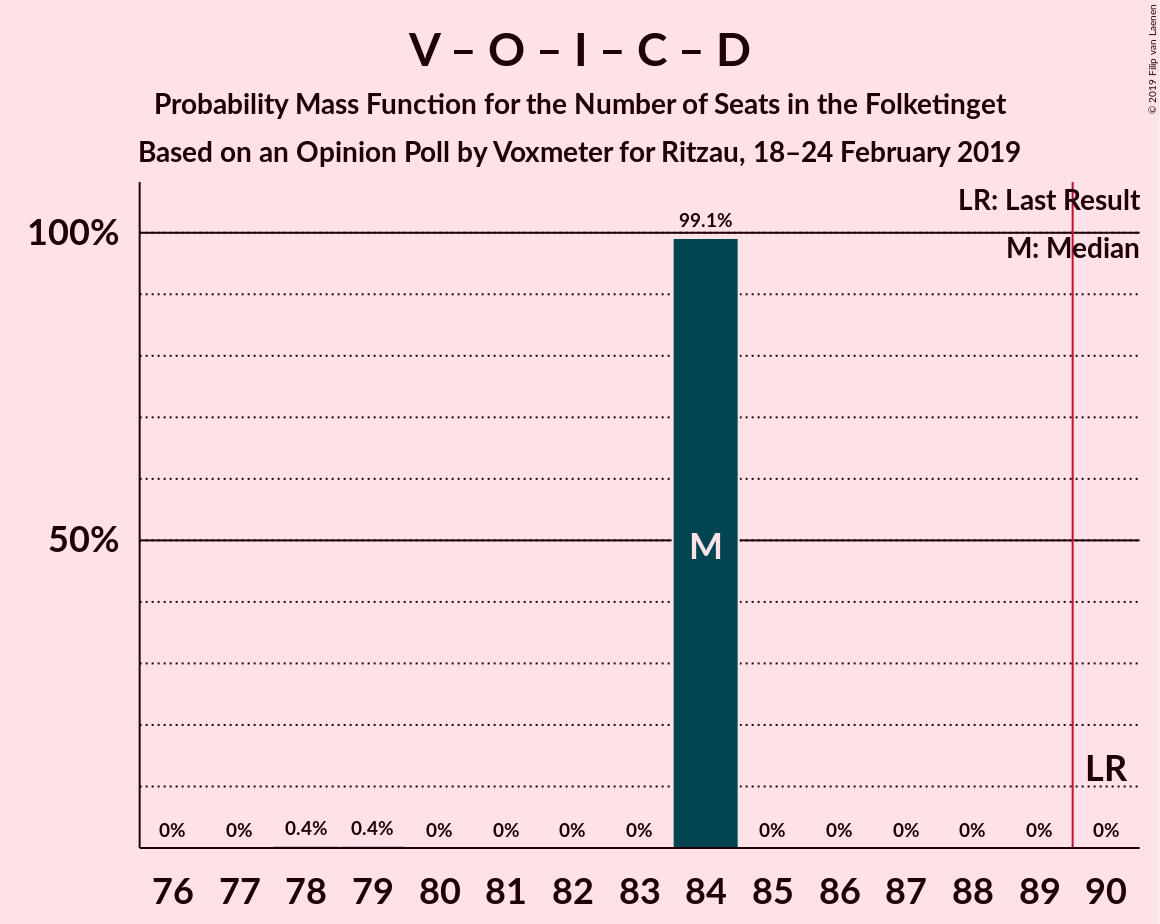 V – O – I – C – D
Probability Mass Function for the Number of Seats in the Folketinget
Based on an Opinion Poll by Voxmeter for Ritzau, 18–24 February 2019
© 2019 Filip van Laenen
LR: Last Result
M: Median
100%
50%
99.1%
M
LR
0% 0% 0.4% 0.4% 0% 0% 0% 0% 0% 0% 0% 0% 0% 0%
76 77 78 79 80 81 82 83 84 85 86 87 88 89 90